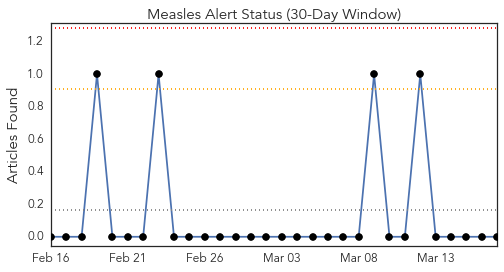 Measles Alert Status (30-Day Window)
Articles Found
1.2
1.0
0.8
0.6
0.4
0.2
0.0
Feb 16
Feb 21
Feb 26
Mar 03
Mar 08
Mar 13